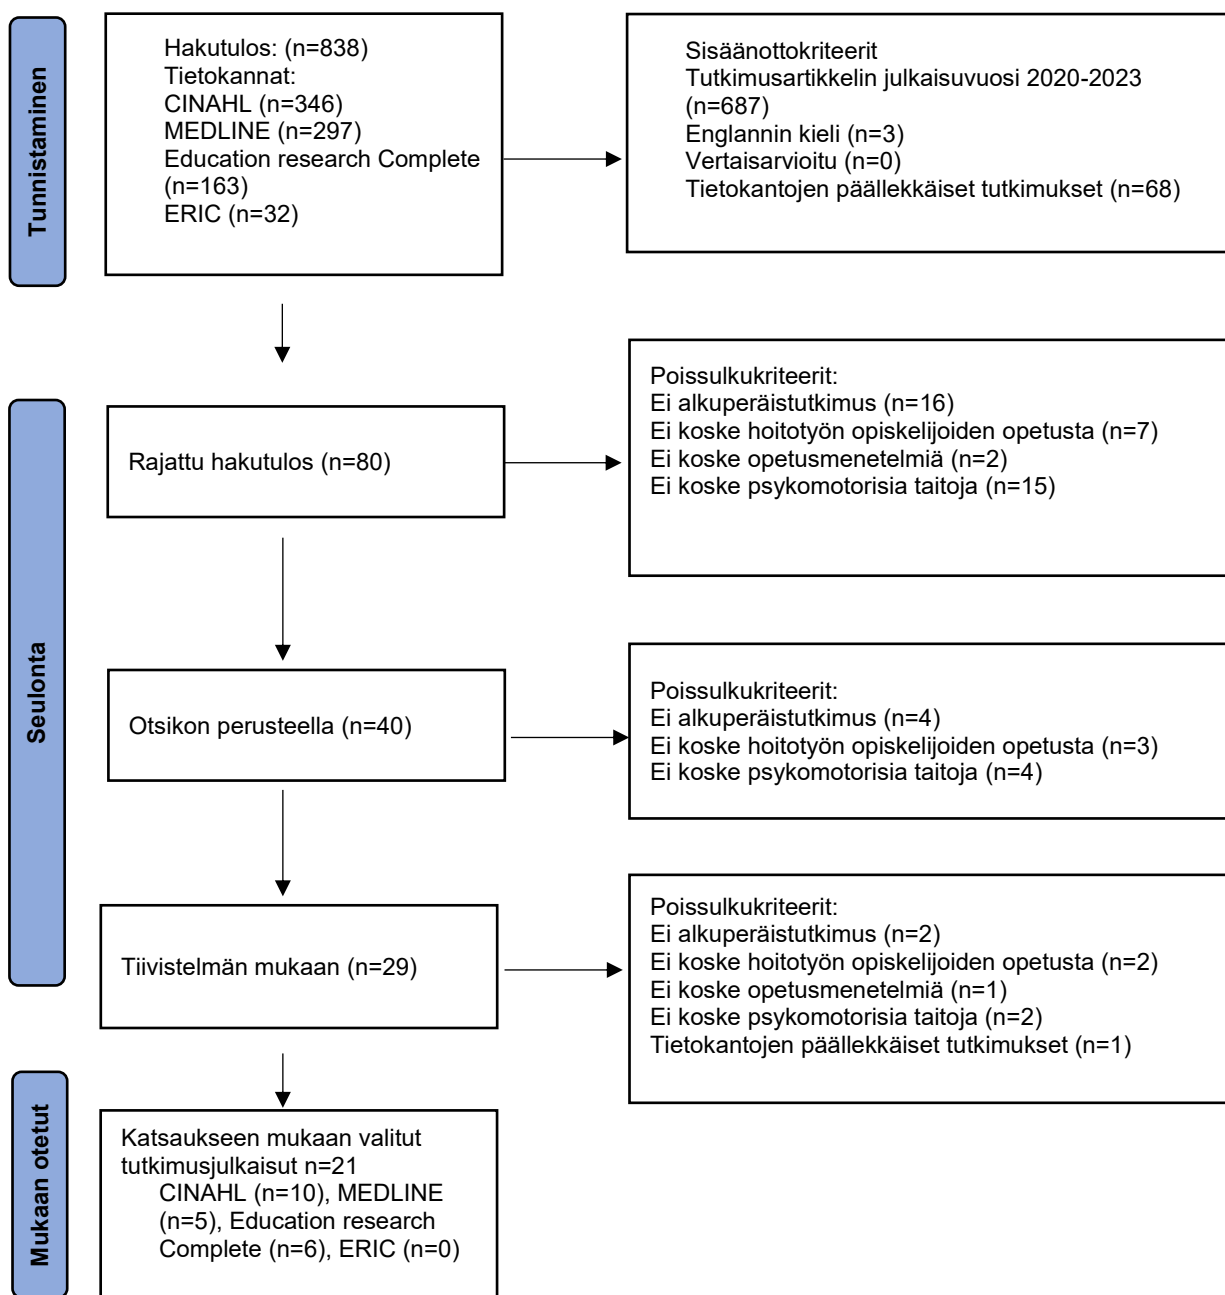 Tunnistaminen
Hakutulos: (n=838)
Tietokannat:
CINAHL (n=346)
MEDLINE (n=297)
Education research Complete
(n=163)
ERIC (n=32)
Sisäänottokriteerit
Tutkimusartikkelin julkaisuvuosi 2020-2023
(n=687)
Englannin kieli (n=3)
Vertaisarvioitu (n=0)
Tietokantojen päällekkäiset tutkimukset (n=68)
Seulonta
Rajattu hakutulos (n=80)
Poissulkukriteerit:
Ei alkuperäistutkimus (n=16)
Ei koske hoitotyön opiskelijoiden opetusta (n=7)
Ei koske opetusmenetelmiä (n=2)
Ei koske psykomotorisia taitoja (n=15)
Otsikon perusteella (n=40)
Poissulkukriteerit:
Ei alkuperäistutkimus (n=4)
Ei koske hoitotyön opiskelijoiden opetusta (n=3)
Ei koske psykomotorisia taitoja (n=4)
Tiivistelmän mukaan (n=29)
Poissulkukriteerit:
Ei alkuperäistutkimus (n=2)
Ei koske hoitotyön opiskelijoiden opetusta (n=2)
Ei koske opetusmenetelmiä (n=1)
Ei koske psykomotorisia taitoja (n=2)
Tietokantojen päällekkäiset tutkimukset (n=1)
Mukaan otetut
Katsaukseen mukaan valitut
tutkimusjulkaisut n=21
CINAHL (n=10), MEDLINE
(n=5), Education research
Complete (n=6), ERIC (n=0)